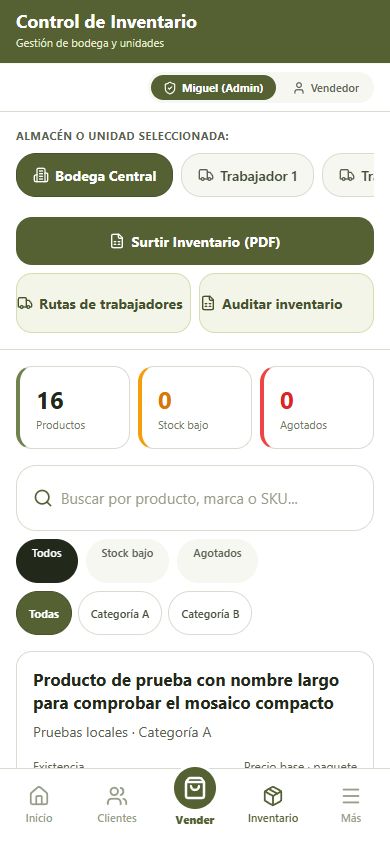 Control de Inventario
Gestión de bodega y unidades
Miguel (Admin)
Vendedor
ALMACÉN O UNIDAD SELECCIONADA:
Bodega Central
Trabajador 1
Surtir Inventario (PDF)
Rutas de trabajadores
Auditar inventario
16
Productos
0
Stock bajo
0
Agotados
Buscar por producto, marca o SKU...
Todos
Stock bajo
Agotados
Todas
Categoría A
Categoría B
Producto de prueba con nombre largo
para comprobar el mosaico compacto
Pruebas locales · Categoría A
Existencia
Precio base · paquete
Inicio
Clientes
Vender
Inventario
Más